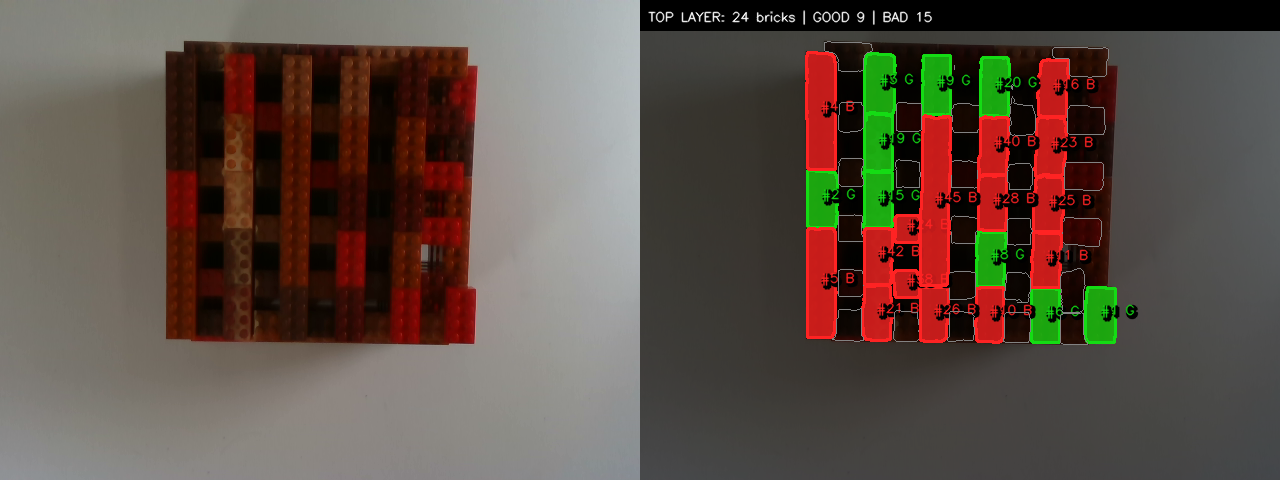 TOP LAYER: 24 bricks | GOOD 9 | BAD 15
#3 G
#9 G
#20 G
#16 B
#4 B
#19 G
#40 B
#23 B
#2 G
#15 G
#45 B
#28 B
#25 B
#42 B
#8 G
#11 B
#5 B
#21 B
#26 B
#10 B
#6 G
#1 G